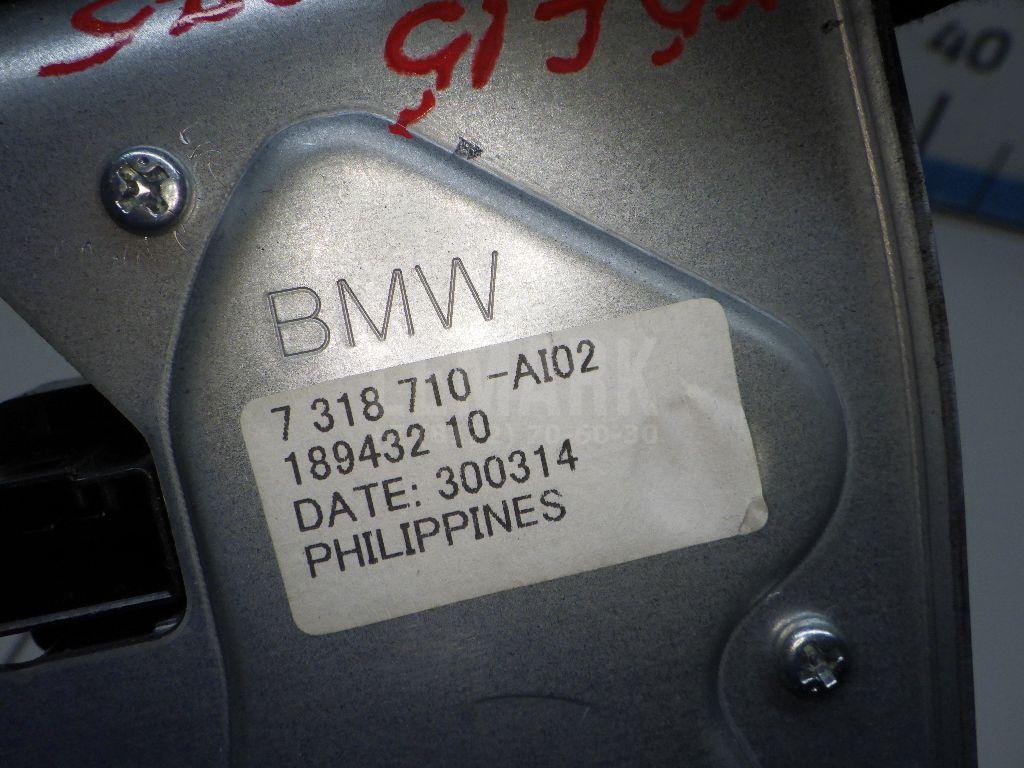 40
BMW
7 318 710 -AI02
189432 10
DATE: 300314
PHILIPPINES